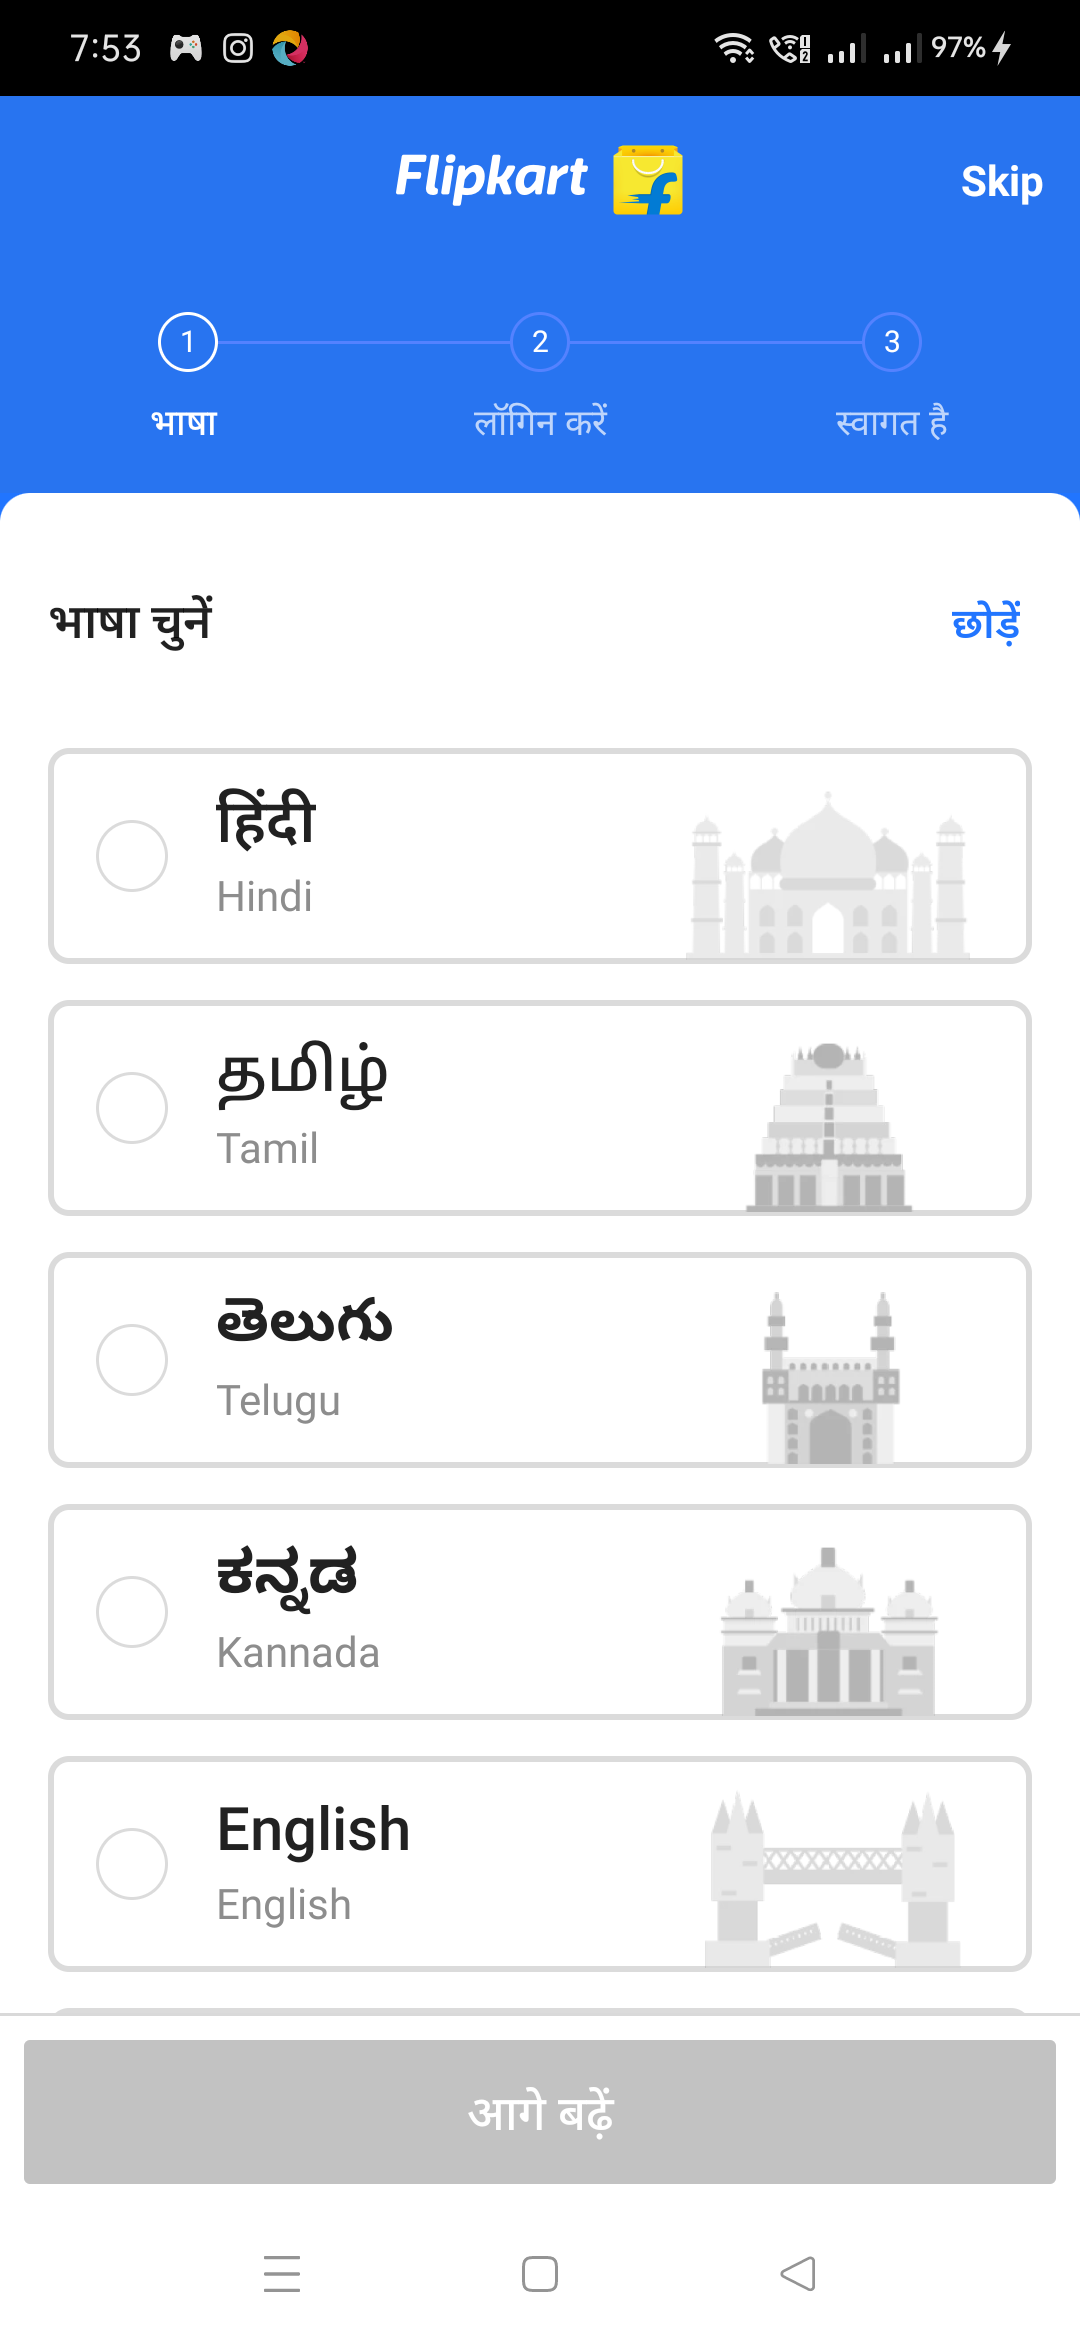 7:53 97%
Flipkart
Skip
1 2 3
भाषा लॉगिन करें स्वागत है
भाषा चुनें छोड़ें
हिंदी
Hindi
தமிழ்
Tamil
తెలుగు
Telugu
ಕನ್ನಡ
Kannada
English
English
आगे बढ़ें